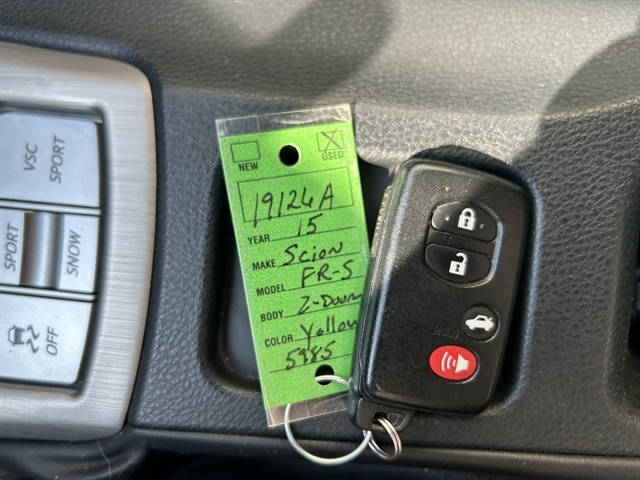 VSC SPORT
SPORT
SNOW
OFF
NEW
USED
19124A
YEAR 15
MAKE Scion
MODEL FR-S
BODY 2-Door
COLOR Yellow
5985
HOLD